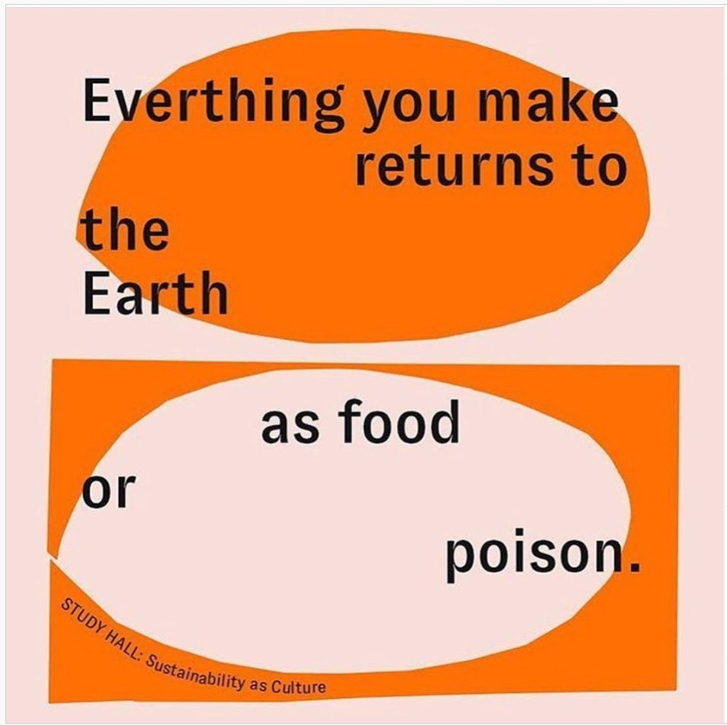 Everthing you make
returns to
the
Earth
as food
or
poison.
STUDY HALL: Sustainability as Culture